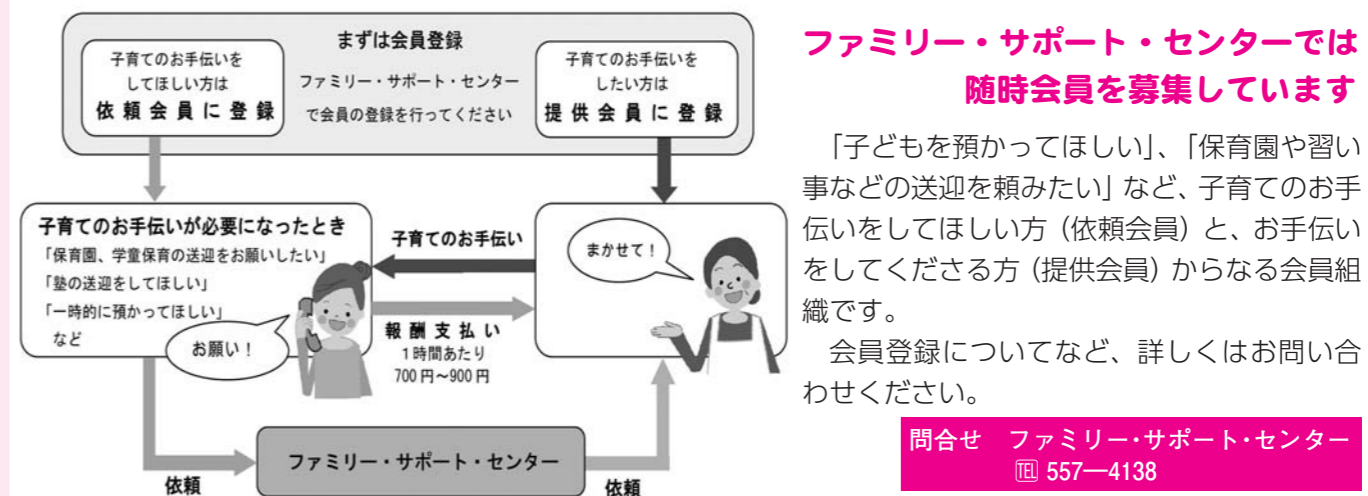 まずは会員登録
ファミリー・サポート・センター
で会員の登録を行ってください
子育てのお手伝いを
してほしい方は
依頼会員に登録
子育てのお手伝いを
したい方は
提供会員に登録
子育てのお手伝いが必要になったとき
「保育園、学童保育の送迎をお願いしたい」
「塾の送迎をしてほしい」
「一時的に預かってほしい」
など
お願い！
子育てのお手伝い
報酬支払い
1時間あたり
700円～900円
まかせて！
依頼
ファミリー・サポート・センター
依頼
ファミリー・サポート・センターでは
随時会員を募集しています
「子どもを預かってほしい」、「保育園や習い
事などの送迎を頼みたい」など、子育てのお手
伝いをしてほしい方（依頼会員）と、お手伝い
をしてくださる方（提供会員）からなる会員組
織です。
会員登録についてなど、詳しくはお問い合
わせください。
問合せ　ファミリー・サポート・センター
℡ 557―4138